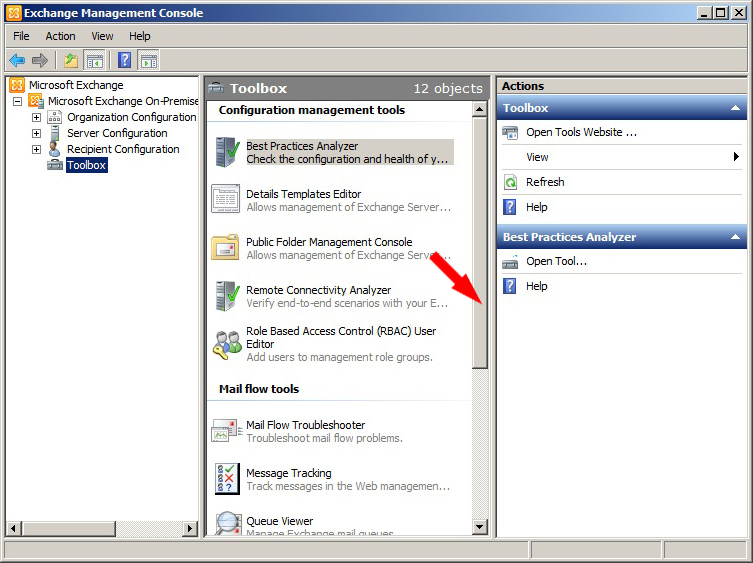 Exchange Management Console
File Action View Help
Microsoft Exchange
Microsoft Exchange On-Premise
Organization Configuration
Server Configuration
Recipient Configuration
Toolbox
Toolbox 12 objects
Configuration management tools
Best Practices Analyzer
Check the configuration and health of y...
Details Templates Editor
Allows management of Exchange Server...
Public Folder Management Console
Allows management of Exchange Serv...
Remote Connectivity Analyzer
Verify end-to-end scenarios with your E...
Role Based Access Control (RBAC) User
Editor
Add users to management role groups.
Mail flow tools
Mail Flow Troubleshooter
Troubleshoot mail flow problems.
Message Tracking
Track messages in the Web managemen...
Queue Viewer
Manage Exchange mail queues.
Actions
Toolbox
Open Tools Website ...
View
Refresh
Help
Best Practices Analyzer
Open Tool...
Help